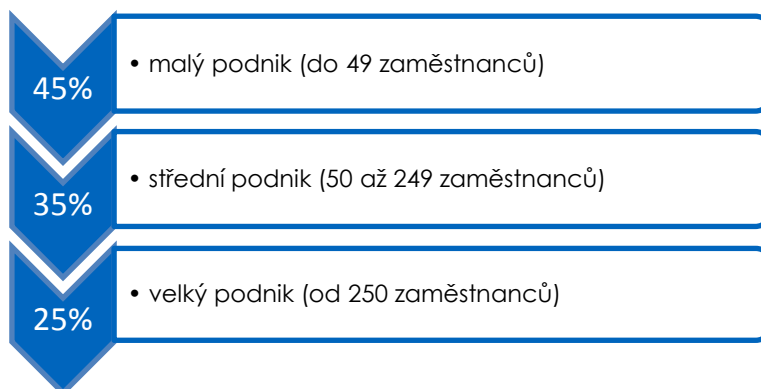 45%
• malý podnik (do 49 zaměstnanců)
35%
• střední podnik (50 až 249 zaměstnanců)
25%
• velký podnik (od 250 zaměstnanců)